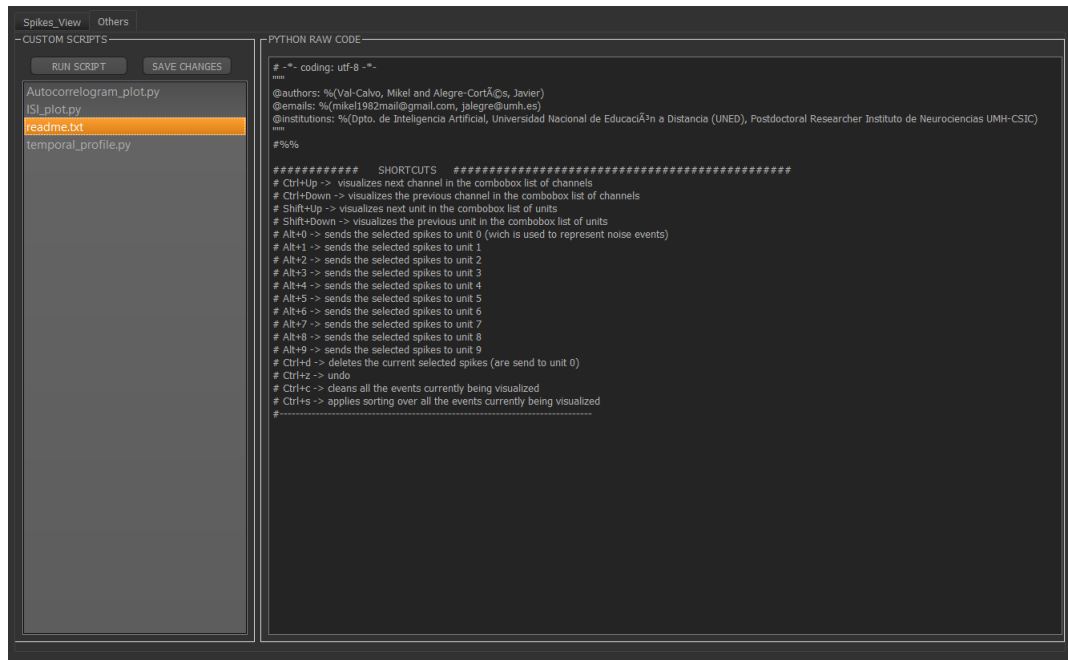 Spikes_View Others
CUSTOM SCRIPTS
RUN SCRIPT SAVE CHANGES
Autocorrelogram_plot.py
ISI_plot.py
readme.txt
temporal_profile.py
PYTHON RAW CODE
# -*- coding: utf-8 -*-
"""
@authors: %(Val-Calvo, Mikel and Alegre-CortÃ©s, Javier)
@emails: %(mikel1982mail@gmail.com, jalegre@umh.es)
@institutions: %(Dpto. de Inteligencia Artificial, Universidad Nacional de EducaciÃ³n a Distancia (UNED), Postdoctoral Researcher Instituto de Neurociencias UMH-CSIC)
"""
#%%
############ SHORTCUTS ##############################################
# Ctrl+Up -> visualizes next channel in the combobox list of channels
# Ctrl+Down -> visualizes the previous channel in the combobox list of channels
# Shift+Up -> visualizes next unit in the combobox list of units
# Shift+Down -> visualizes the previous unit in the combobox list of units
# Alt+0 -> sends the selected spikes to unit 0 (wich is used to represent noise events)
# Alt+1 -> sends the selected spikes to unit 1
# Alt+2 -> sends the selected spikes to unit 2
# Alt+3 -> sends the selected spikes to unit 3
# Alt+4 -> sends the selected spikes to unit 4
# Alt+5 -> sends the selected spikes to unit 5
# Alt+6 -> sends the selected spikes to unit 6
# Alt+7 -> sends the selected spikes to unit 7
# Alt+8 -> sends the selected spikes to unit 8
# Alt+9 -> sends the selected spikes to unit 9
# Ctrl+d -> deletes the current selected spikes (are send to unit 0)
# Ctrl+z -> undo
# Ctrl+c -> cleans all the events currently being visualized
# Ctrl+s -> applies sorting over all the events currently being visualized
#------------------------------------------------------------------------------